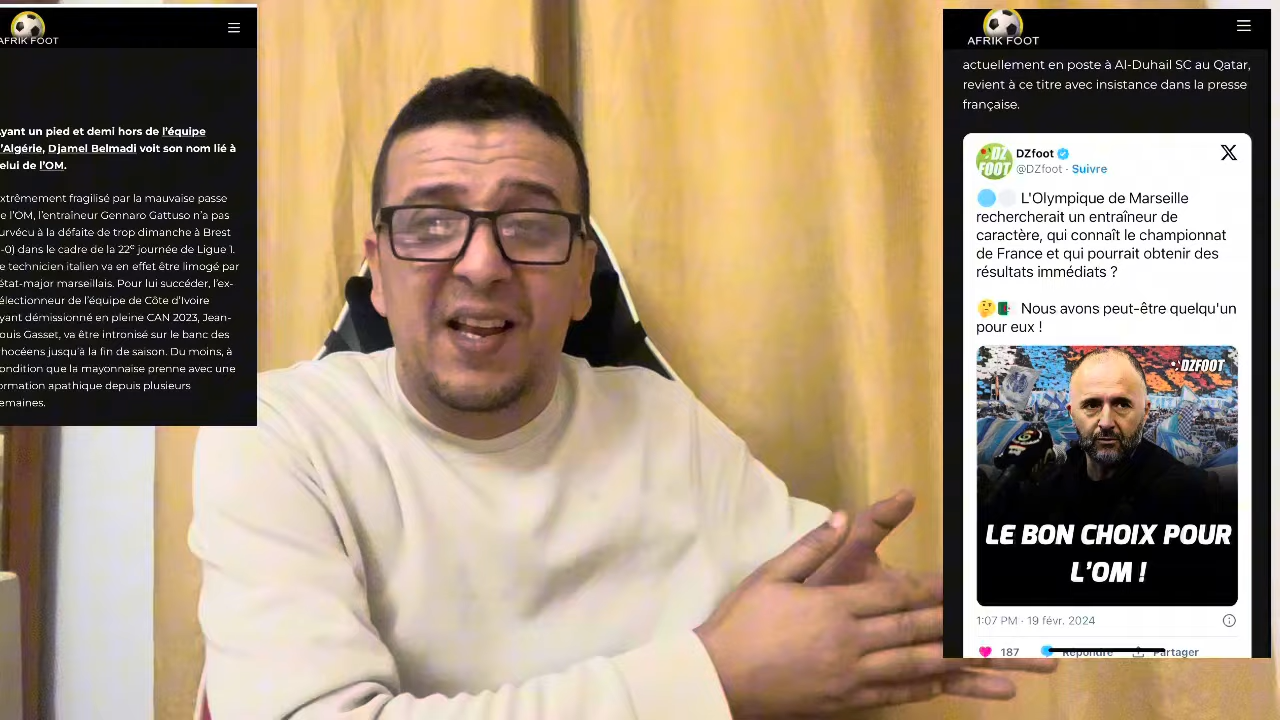 AFRIK FOOT
yant un pied et demi hors de l'équipe
'Algérie, Djamel Belmadi voit son nom lié à
elui de l'OM.
xtrêmement fragilisé par la mauvaise passe
e l'OM, l'entraîneur Gennaro Gattuso n'a pas
urvécu à la défaite de trop dimanche à Brest
-0) dans le cadre de la 22e journée de Ligue 1.
e technicien italien va en effet être limogé par
état-major marseillais. Pour lui succéder, l'ex-
électionneur de l'équipe de Côte d'Ivoire
yant démissionné en pleine CAN 2023, Jean-
ouis Gasset, va être intronisé sur le banc des
hocéens jusqu'à la fin de saison. Du moins, à
ondition que la mayonnaise prenne avec une
ormation apathique depuis plusieurs
emaines.
AFRIK FOOT
actuellement en poste à Al-Duhail SC au Qatar,
revient à ce titre avec insistance dans la presse
française.
DZ FOOT
DZfoot
@DZfoot · Suivre
L'Olympique de Marseille
rechercherait un entraîneur de
caractère, qui connaît le championnat
de France et qui pourrait obtenir des
résultats immédiats ?
Nous avons peut-être quelqu'un
pour eux !
DZFOOT
LE BON CHOIX POUR
L'OM !
1:07 PM · 19 févr. 2024
187 Répondre Partager